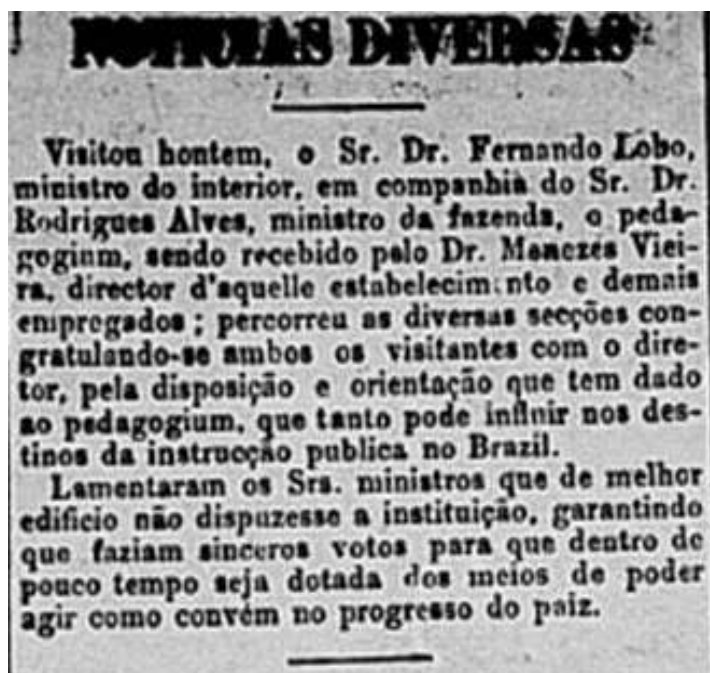 NOTICIAS DIVERSAS
Visitou hontem, o Sr. Dr. Fernando Lobo,
ministro do interior, em companhia do Sr. Dr.
Rodrigues Alves, ministro da fazenda, o peda-
gogium, sendo recebido pelo Dr. Menezes Viei-
ra, director d'aquelle estabelecimento e demais
empregados; percorreu as diversas secções con-
gratulando-se ambos os visitantes com o dire-
tor, pela disposição e orientação que tem dado
ao pedagogium, que tanto pode influir nos des-
tinos da instrucção publica no Brazil.
Lamentaram os Srs. ministros que de melhor
edificio não dispuzesse a instituição, garantindo
que faziam sinceros votos para que dentro de
pouco tempo seja dotada dos meios de poder
agir como convém no progresso do paiz.